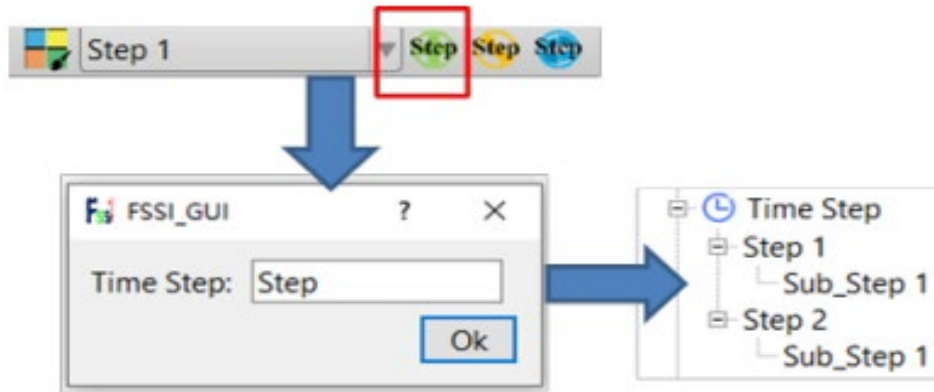 Step 1 Step Step Step
FSSI_GUI ? ×
Time Step: Step
Ok
Time Step
Step 1
Sub_Step 1
Step 2
Sub_Step 1